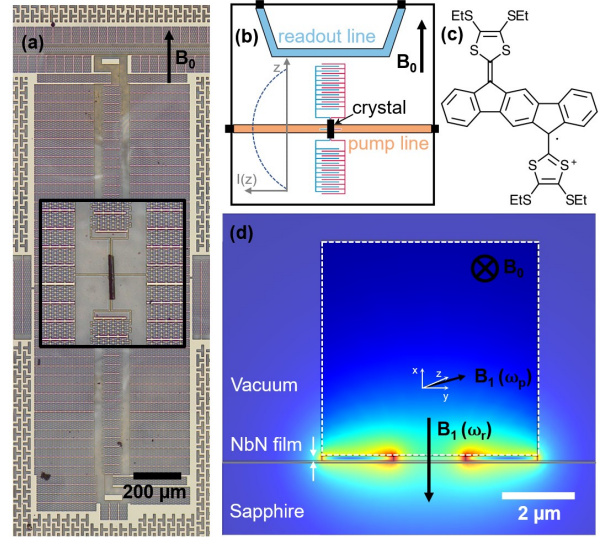 (a)
B₀
200 µm
(b)
readout line
B₀
z
crystal
pump line
I(z)
(c)
EtS SEt
S S
S S⁺
EtS SEt
(d)
B₀
Vacuum
x z y
B₁ (ωₚ)
B₁ (ωᵣ)
NbN film
Sapphire
2 µm